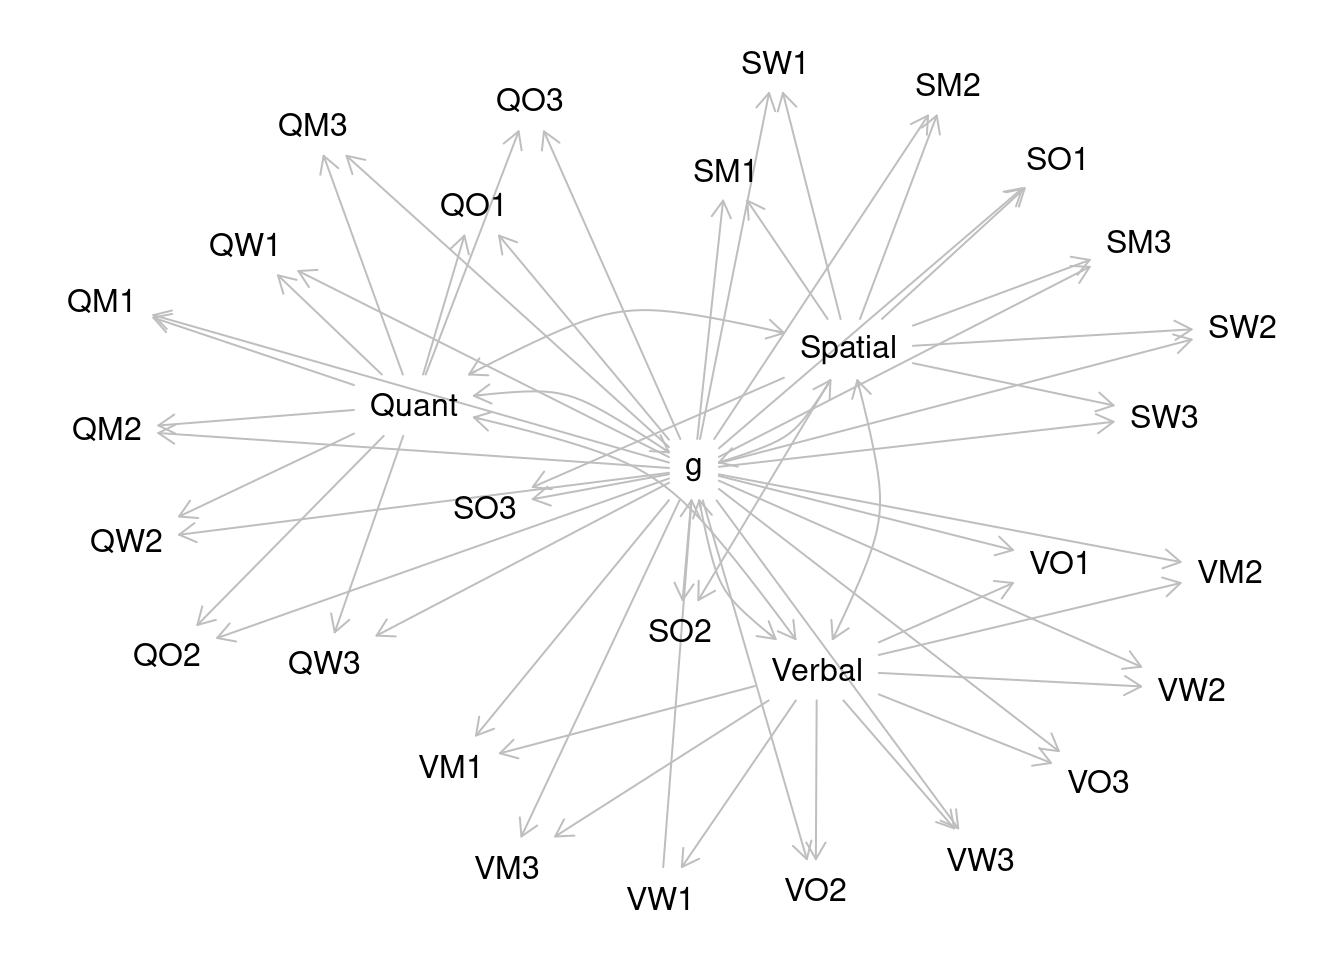 SW1
SM2
QO3
QM3
SO1
SM1
QO1
SM3
QW1
QM1
SW2
Spatial
Quant
SW3
QM2
g
SO3
QW2
VO1
VM2
SO2
QO2
QW3
Verbal
VW2
VM1
VO3
VW3
VM3
VO2
VW1